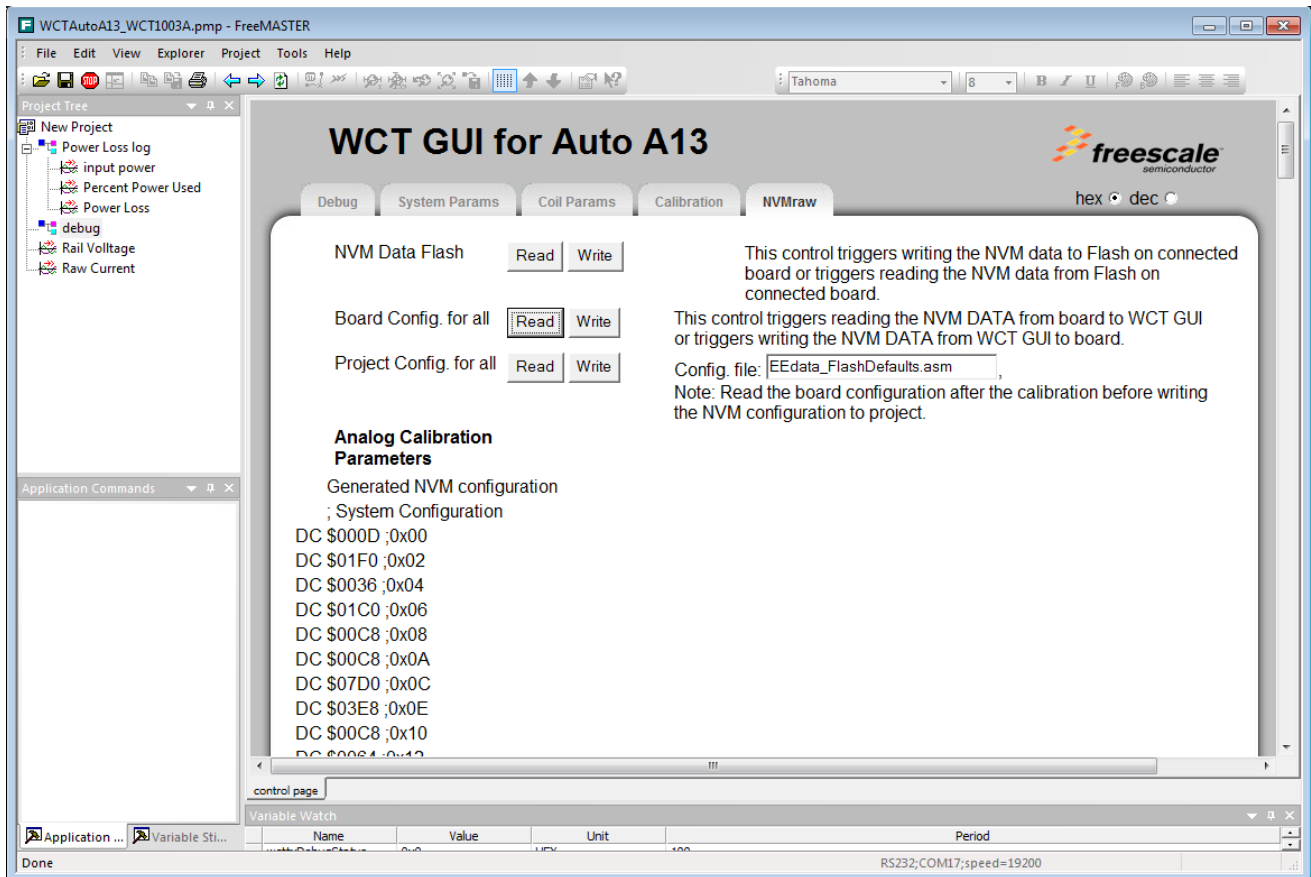 WCTAutoA13_WCT1003A.pmp - FreeMASTER
File Edit View Explorer Project Tools Help
STOP
Tahoma 8 B I U
Project Tree
New Project
Power Loss log
input power
Percent Power Used
Power Loss
debug
Rail Volltage
Raw Current
Application Commands
Application ... Variable Sti...
WCT GUI for Auto A13
freescale
semiconductor
Debug System Params Coil Params Calibration NVMraw
hex dec
NVM Data Flash Read Write
This control triggers writing the NVM data to Flash on connected
board or triggers reading the NVM data from Flash on
connected board.
Board Config. for all Read Write
This control triggers reading the NVM DATA from board to WCT GUI
or triggers writing the NVM DATA from WCT GUI to board.
Project Config. for all Read Write
Config. file: EEdata_FlashDefaults.asm ,
Note: Read the board configuration after the calibration before writing
the NVM configuration to project.
Analog Calibration
Parameters
Generated NVM configuration
; System Configuration
DC $000D ;0x00
DC $01F0 ;0x02
DC $0036 ;0x04
DC $01C0 ;0x06
DC $00C8 ;0x08
DC $00C8 ;0x0A
DC $07D0 ;0x0C
DC $03E8 ;0x0E
DC $00C8 ;0x10
DC $0064 ;0x12
control page
Variable Watch
Name Value Unit Period
Done
RS232;COM17;speed=19200